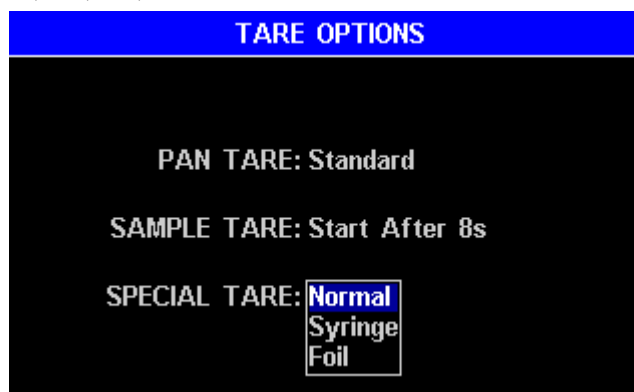 TARE OPTIONS
PAN TARE: Standard
SAMPLE TARE: Start After 8s
SPECIAL TARE: Normal
Syringe
Foil